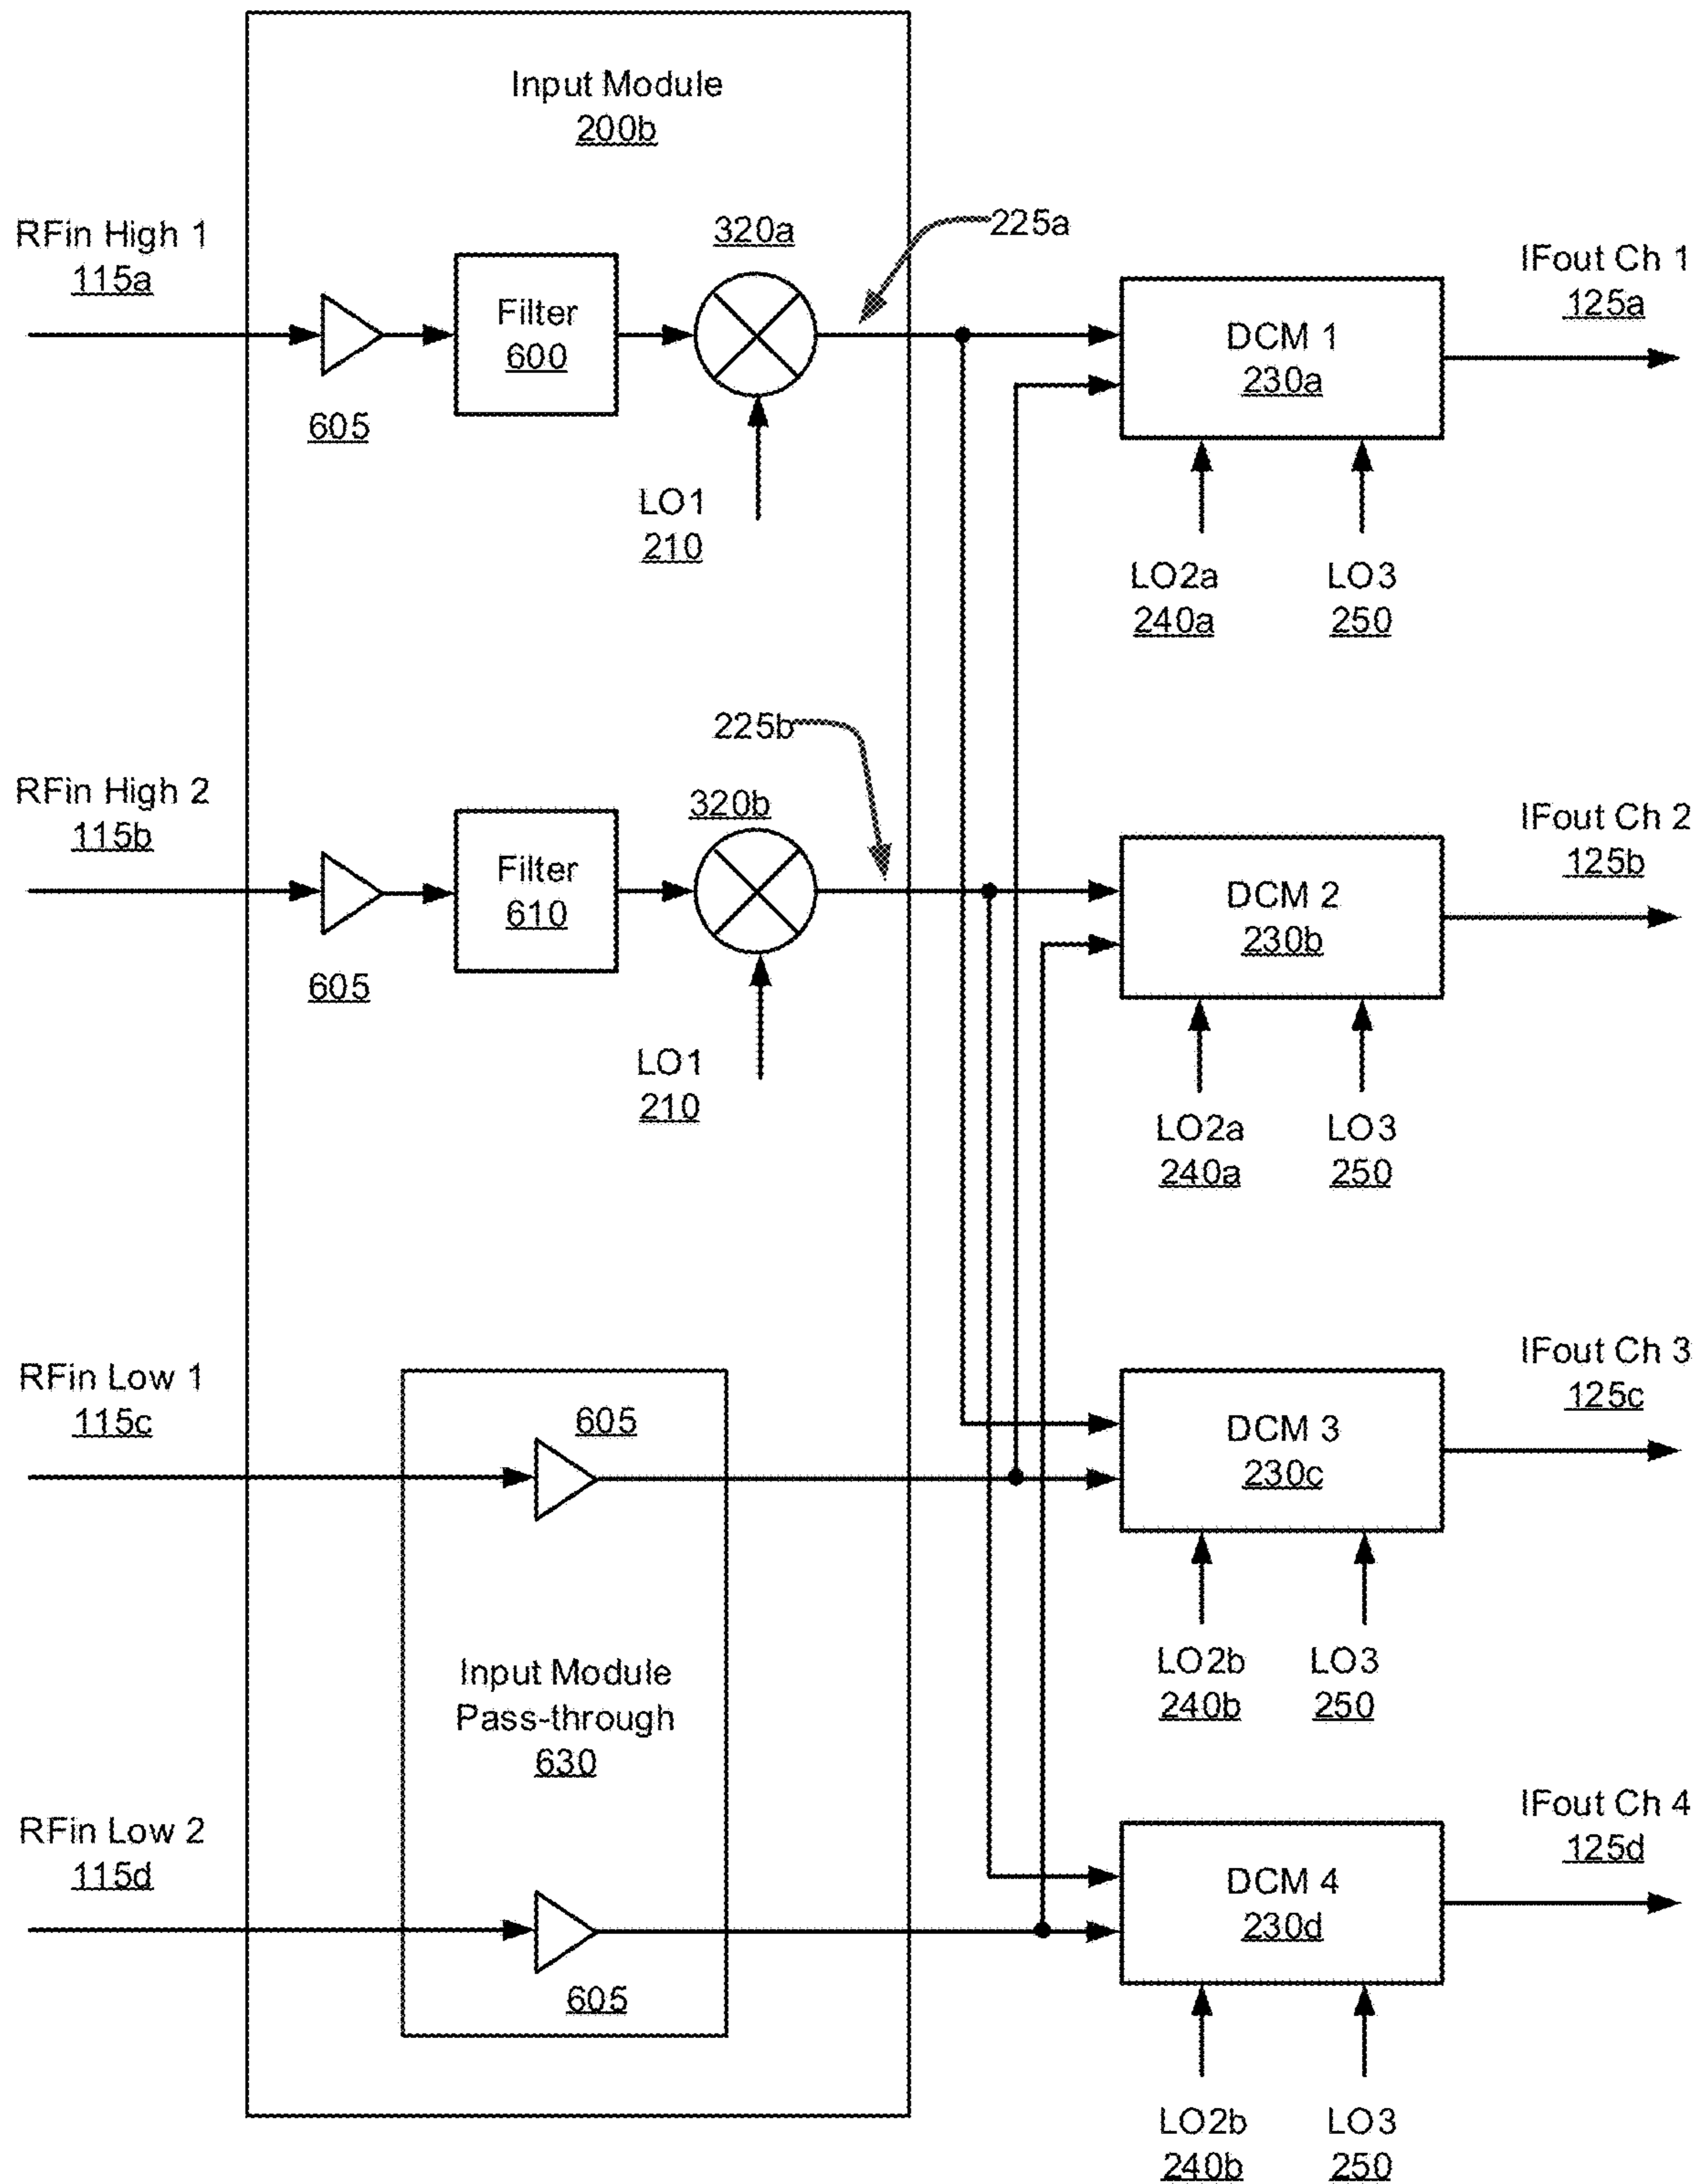 Input Module
200b
RFin High 1
115a
605
Filter
600
320a
225a
LO1
210
DCM 1
230a
IFout Ch 1
125a
LO2a
240a
LO3
250
RFin High 2
115b
605
Filter
610
320b
225b
LO1
210
DCM 2
230b
IFout Ch 2
125b
LO2a
240a
LO3
250
RFin Low 1
115c
605
Input Module
Pass-through
630
DCM 3
230c
IFout Ch 3
125c
LO2b
240b
LO3
250
RFin Low 2
115d
605
DCM 4
230d
IFout Ch 4
125d
LO2b
240b
LO3
250